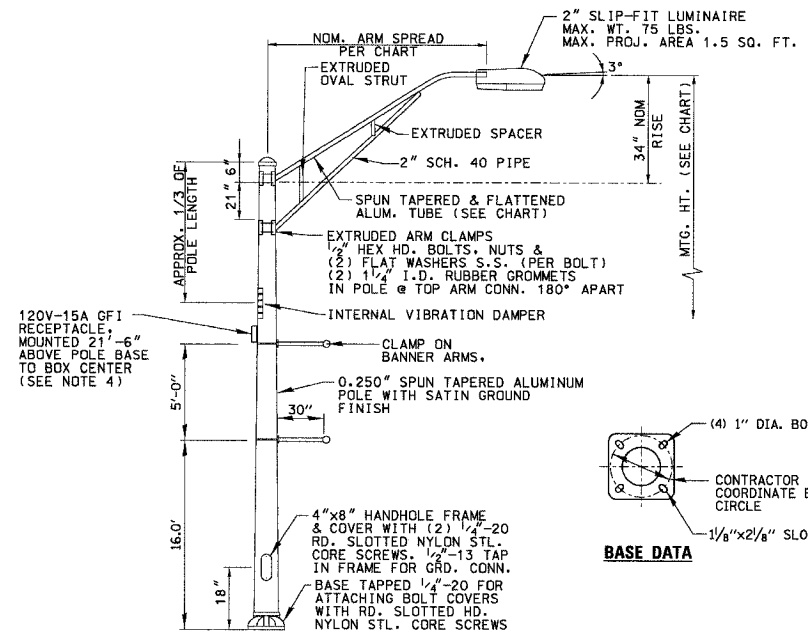 2" SLIP-FIT LUMINAIRE
MAX. WT. 75 LBS.
MAX. PROJ. AREA 1.5 SQ. FT.
NOM. ARM SPREAD
PER CHART
EXTRUDED
OVAL STRUT
3°
EXTRUDED SPACER
34" NOM
RISE
MTG. HT. (SEE CHART)
2" SCH. 40 PIPE
6"
21"
APPROX. 1/3 OF
POLE LENGTH
SPUN TAPERED & FLATTENED
ALUM. TUBE (SEE CHART)
EXTRUDED ARM CLAMPS
1/2" HEX HD. BOLTS. NUTS &
(2) FLAT WASHERS S.S. (PER BOLT)
(2) 1 1/4" I.D. RUBBER GROMMETS
IN POLE @ TOP ARM CONN. 180° APART
INTERNAL VIBRATION DAMPER
120V-15A GFI
RECEPTACLE,
MOUNTED 21'-6"
ABOVE POLE BASE
TO BOX CENTER
(SEE NOTE 4)
CLAMP ON
BANNER ARMS.
5'-0"
0.250" SPUN TAPERED ALUMINUM
POLE WITH SATIN GROUND
FINISH
30"
16.0'
4"x8" HANDHOLE FRAME
& COVER WITH (2) 1/4"-20
RD. SLOTTED NYLON STL.
CORE SCREWS. 1/2"-13 TAP
IN FRAME FOR GRD. CONN.
18"
BASE TAPPED 1/4"-20 FOR
ATTACHING BOLT COVERS
WITH RD. SLOTTED HD.
NYLON STL. CORE SCREWS
(4) 1" DIA. BO
CONTRACTOR
COORDINATE
CIRCLE
1 1/8"x2 1/8" SLO
BASE DATA